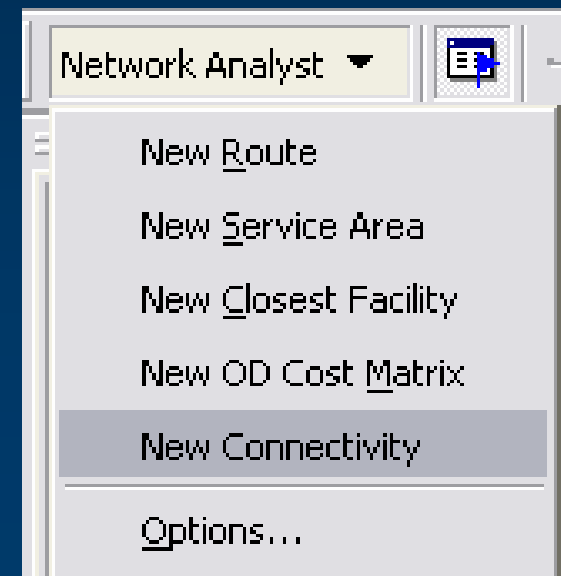 Network Analyst
New Route
New Service Area
New Closest Facility
New OD Cost Matrix
New Connectivity
Options...